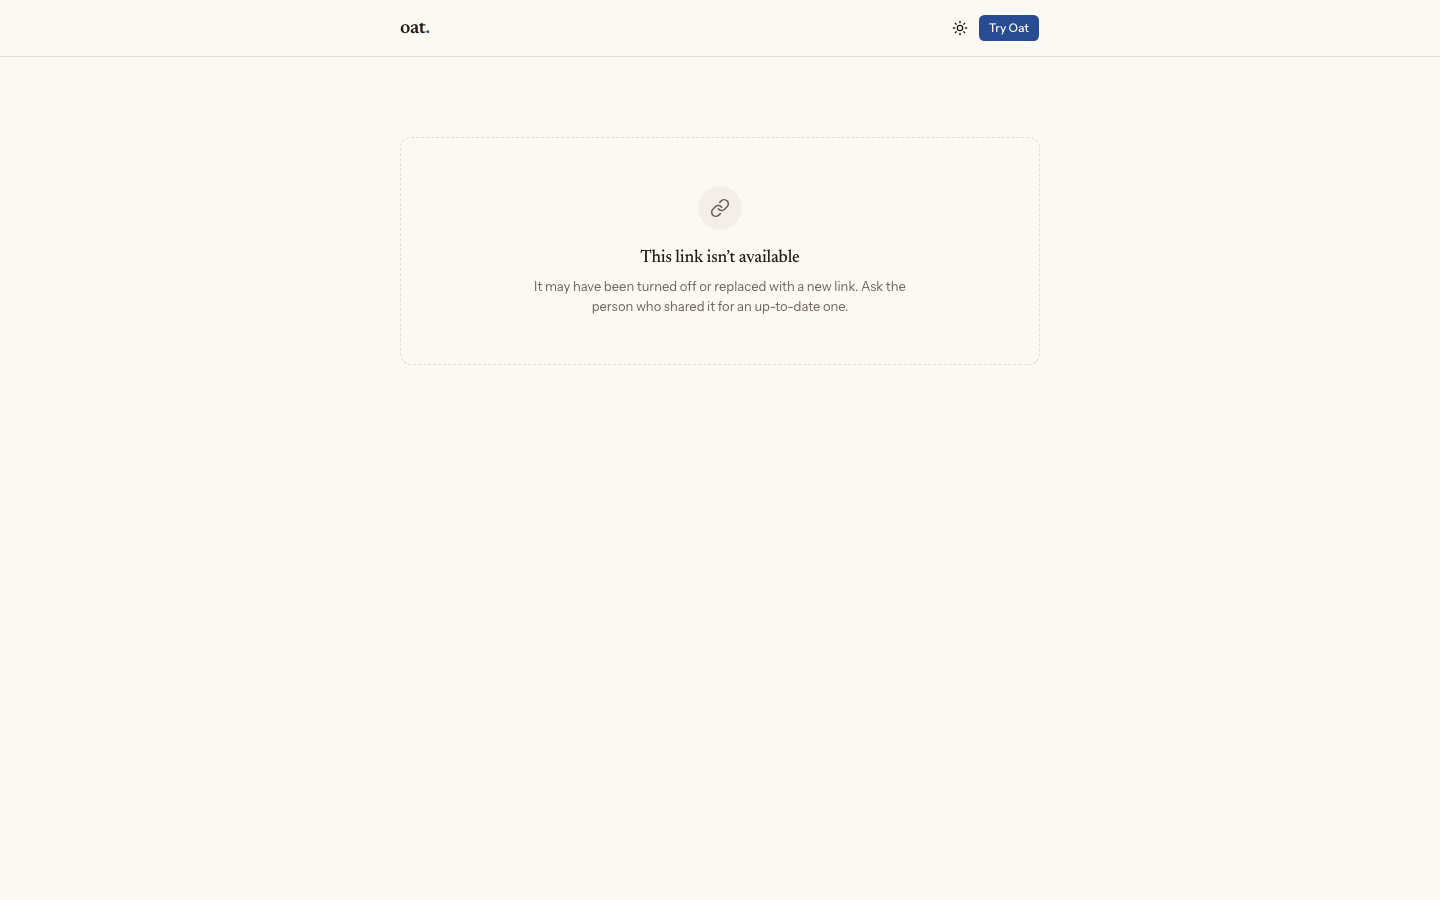 oat.
Try Oat
This link isn’t available
It may have been turned off or replaced with a new link. Ask the
person who shared it for an up-to-date one.